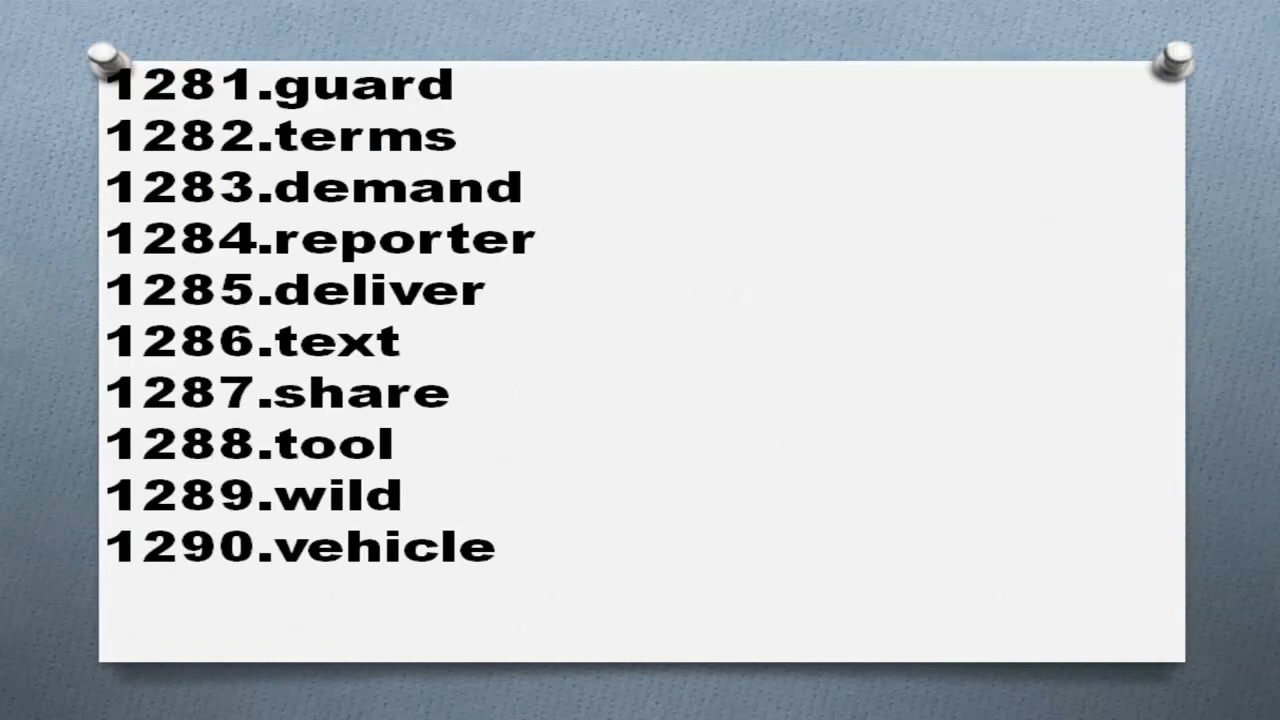 1281.guard
1282.terms
1283.demand
1284.reporter
1285.deliver
1286.text
1287.share
1288.tool
1289.wild
1290.vehicle